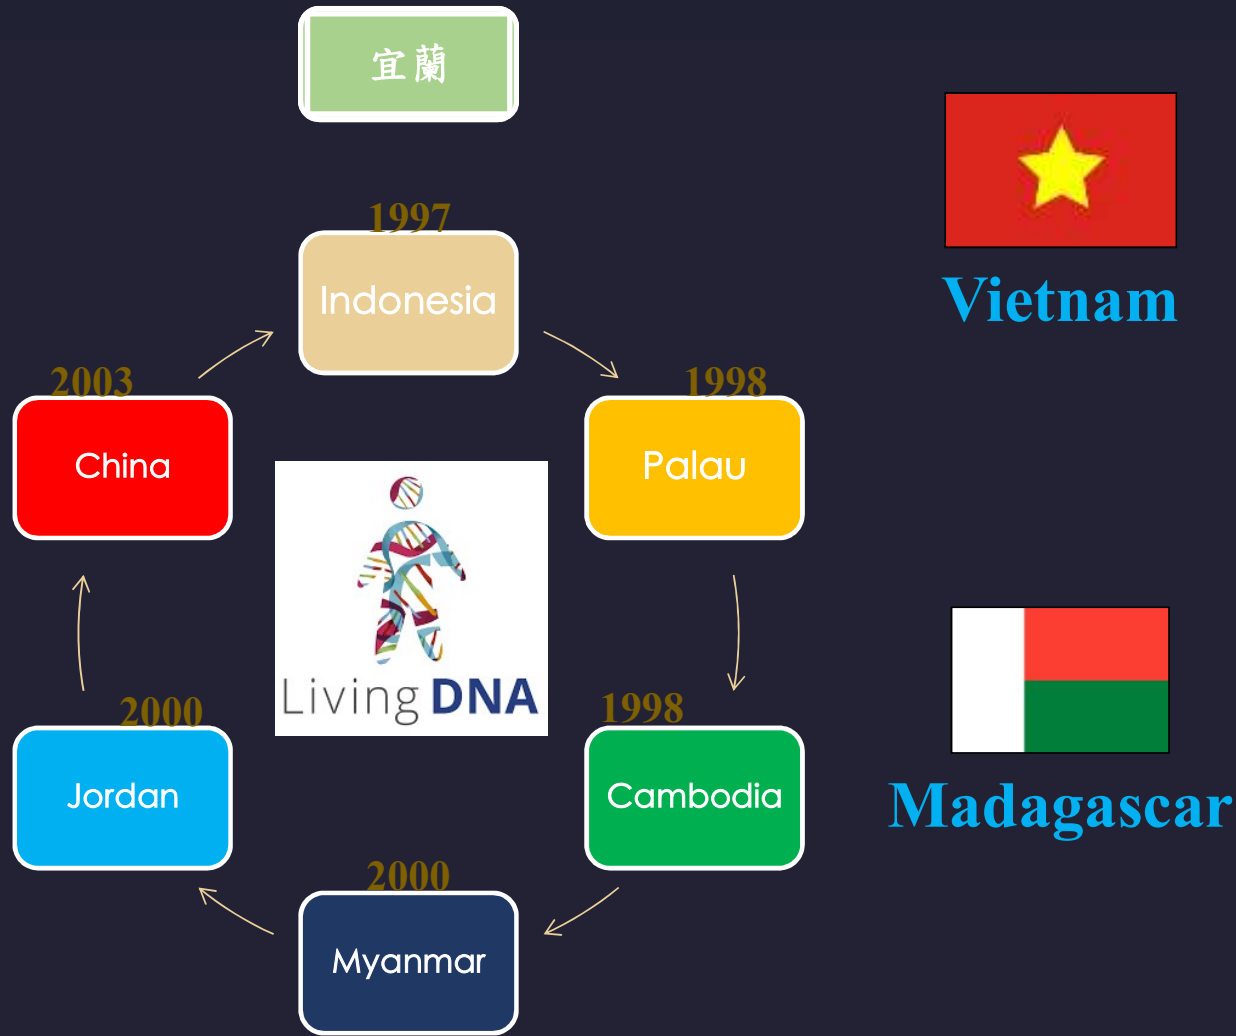 宜蘭
1997
Indonesia
1998
Palau
1998
Cambodia
2000
Myanmar
2000
Jordan
2003
China
Living DNA
Vietnam
Madagascar